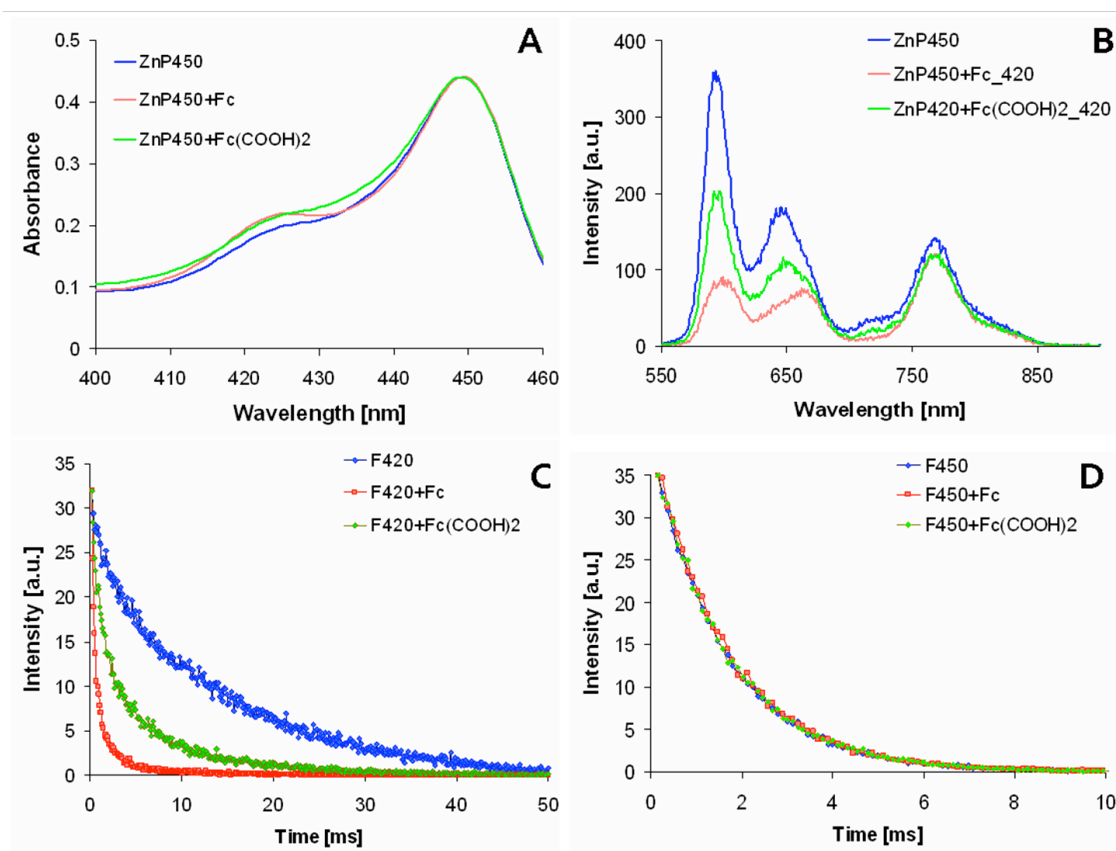 A
ZnP450
ZnP450+Fc
ZnP450+Fc(COOH)2
Absorbance
0.5
0.4
0.3
0.2
0.1
0
400 410 420 430 440 450 460
Wavelength [nm]
B
ZnP450
ZnP450+Fc_420
ZnP420+Fc(COOH)2_420
Intensity [a.u.]
400
300
200
100
0
550 650 750 850
Wavelength [nm]
C
F420
F420+Fc
F420+Fc(COOH)2
Intensity [a.u.]
35
30
25
20
15
10
5
0
0 10 20 30 40 50
Time [ms]
D
F450
F450+Fc
F450+Fc(COOH)2
Intensity [a.u.]
35
30
25
20
15
10
5
0
0 2 4 6 8 10
Time [ms]